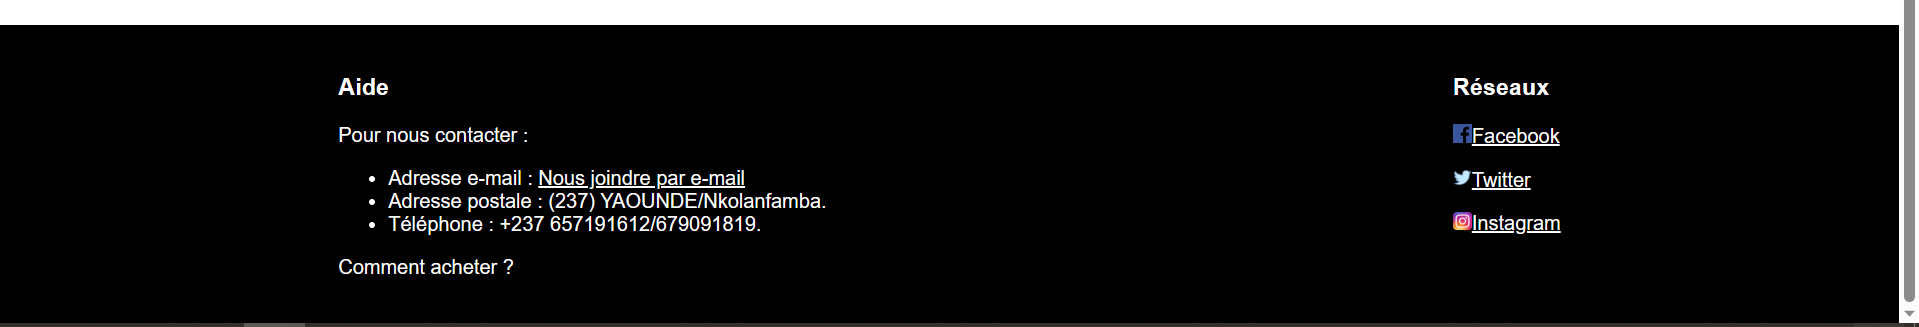 Aide
Pour nous contacter :
Adresse e-mail : Nous joindre par e-mail
Adresse postale : (237) YAOUNDE/Nkolanfamba.
Téléphone : +237 657191612/679091819.
Comment acheter ?
Réseaux
Facebook
Twitter
Instagram